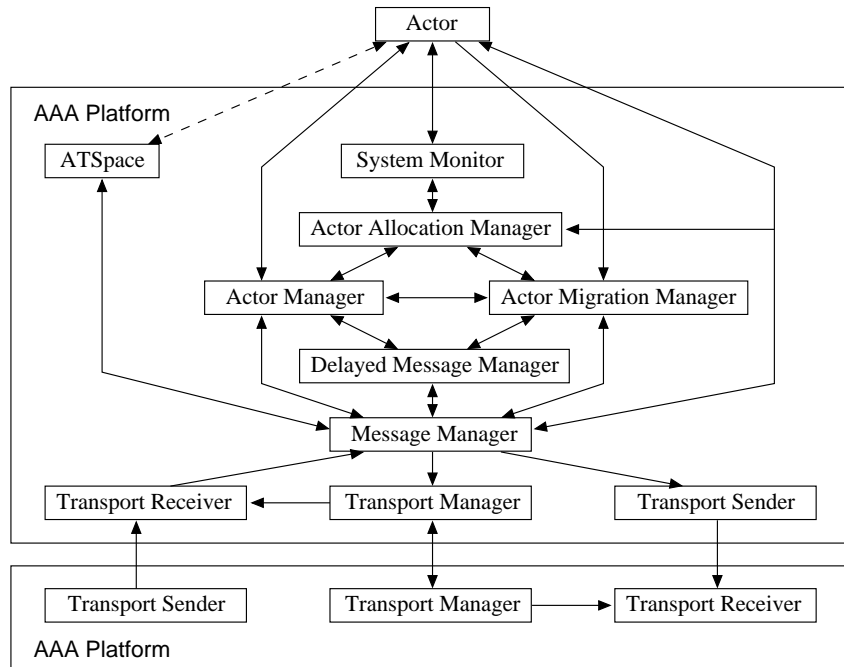 Actor
AAA Platform
ATSpace
System Monitor
Actor Allocation Manager
Actor Manager
Actor Migration Manager
Delayed Message Manager
Message Manager
Transport Receiver
Transport Manager
Transport Sender
Transport Sender
Transport Manager
Transport Receiver
AAA Platform